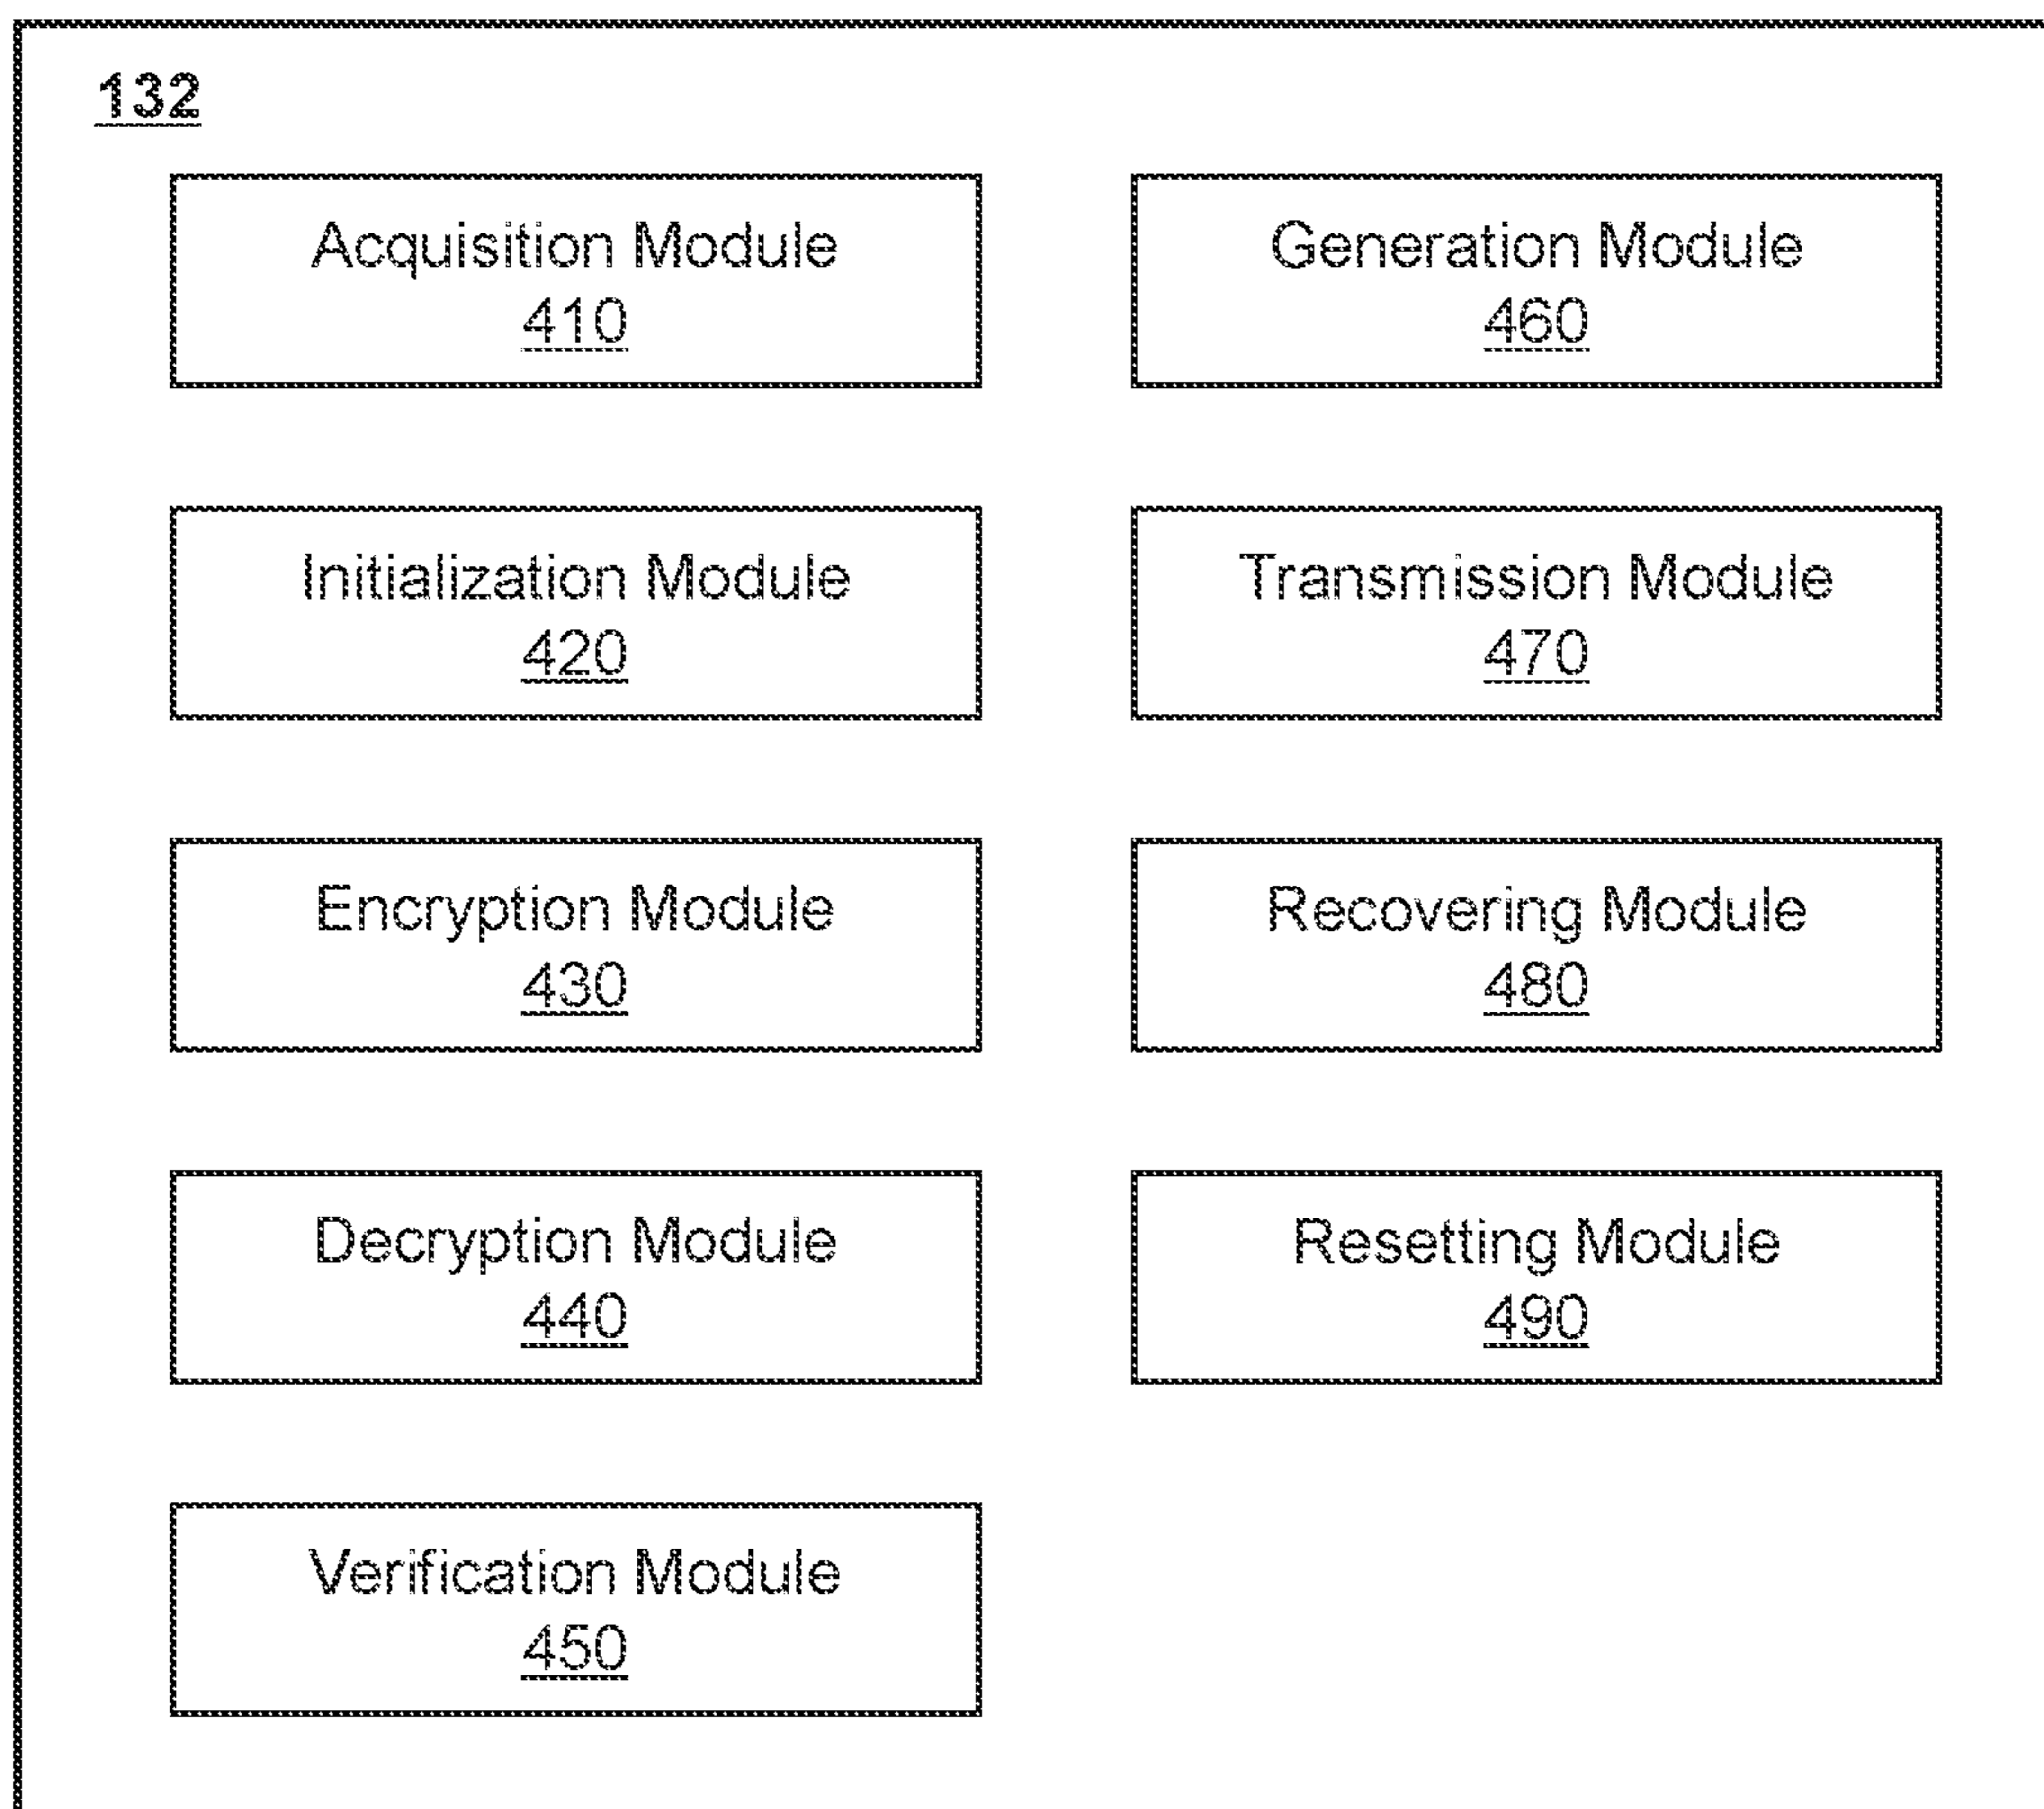 132
Acquisition Module
410
Initialization Module
420
Encryption Module
430
Decryption Module
440
Verification Module
450
Generation Module
460
Transmission Module
470
Recovering Module
480
Resetting Module
490